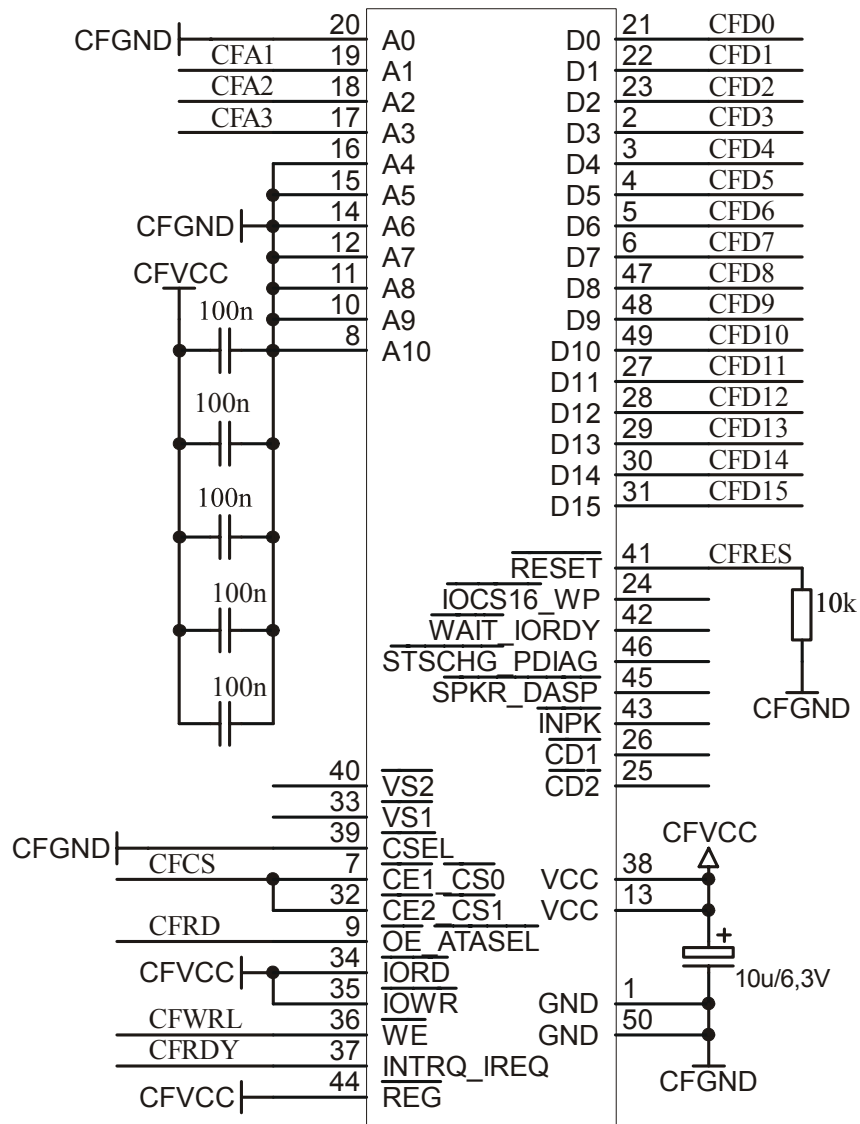 CFGND 20 A0 D0 21 CFD0
CFA1 19 A1 D1 22 CFD1
CFA2 18 A2 D2 23 CFD2
CFA3 17 A3 D3 2 CFD3
16 A4 D4 3 CFD4
15 A5 D5 4 CFD5
CFGND 14 A6 D6 5 CFD6
12 A7 D7 6 CFD7
CFVCC 11 A8 D8 47 CFD8
100n 10 A9 D9 48 CFD9
8 A10 D10 49 CFD10
D11 27 CFD11
100n D12 28 CFD12
D13 29 CFD13
D14 30 CFD14
100n D15 31 CFD15
RESET 41 CFRES
100n IOCS16_WP 24 10k
WAIT_IORDY 42
STSCHG_PDIAG 46
100n SPKR_DASP 45 CFGND
INPK 43
CD1 26
40 VS2 CD2 25
33 VS1
CFGND 39 CSEL CFVCC
CFCS 7 CE1_CS0 VCC 38
32 CE2_CS1 VCC 13
CFRD 9 OE_ATASEL +
CFVCC 34 IORD 10u/6,3V
35 IOWR GND 1
CFWRL 36 WE GND 50
CFRDY 37 INTRQ_IREQ CFGND
CFVCC 44 REG